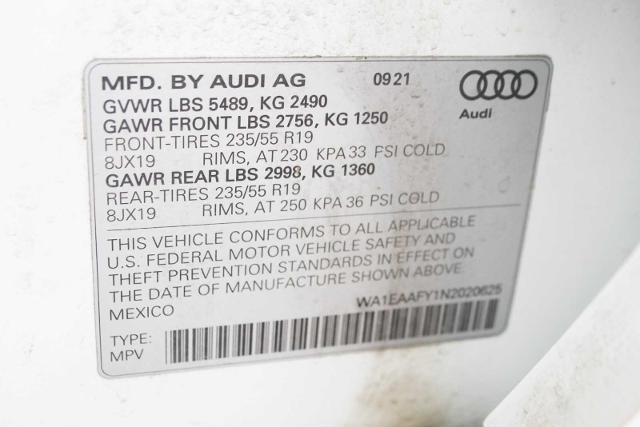 MFD. BY AUDI AG 09 21
GVWR LBS 5489, KG 2490
GAWR FRONT LBS 2756, KG 1250
FRONT-TIRES 235/55 R19
8JX19 RIMS, AT 230 KPA 33 PSI COLD
GAWR REAR LBS 2998, KG 1360
REAR-TIRES 235/55 R19
8JX19 RIMS, AT 250 KPA 36 PSI COLD
Audi
THIS VEHICLE CONFORMS TO ALL APPLICABLE
U.S. FEDERAL MOTOR VEHICLE SAFETY AND
THEFT PREVENTION STANDARDS IN EFFECT ON
THE DATE OF MANUFACTURE SHOWN ABOVE.
MEXICO
WA1EAAFY1N2020625
TYPE:
MPV